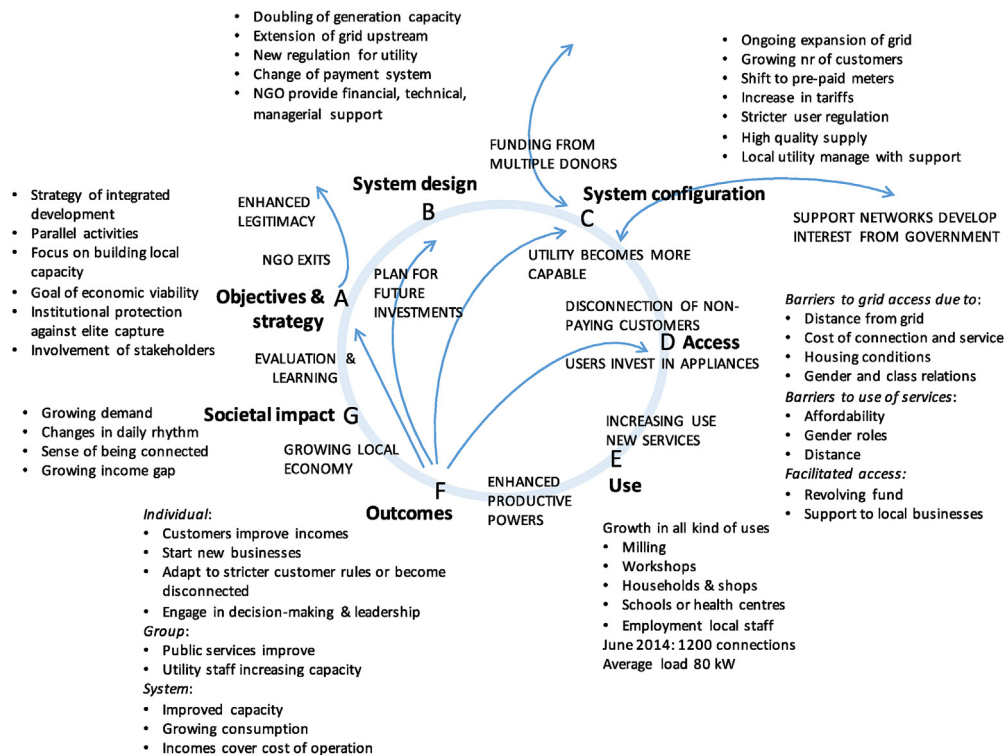 • Doubling of generation capacity
• Extension of grid upstream
• New regulation for utility
• Change of payment system
• NGO provide financial, technical,
managerial support
• Ongoing expansion of grid
• Growing nr of customers
• Shift to pre-paid meters
• Increase in tariffs
• Stricter user regulation
• High quality supply
• Local utility manage with support
FUNDING FROM
MULTIPLE DONORS
System design
B
System configuration
C
• Strategy of integrated
development
• Parallel activities
• Focus on building local
capacity
• Goal of economic viability
• Institutional protection
against elite capture
• Involvement of stakeholders
ENHANCED
LEGITIMACY
NGO EXITS
SUPPORT NETWORKS DEVELOP
INTEREST FROM GOVERNMENT
UTILITY BECOMES MORE
CAPABLE
PLAN FOR
FUTURE
INVESTMENTS
Objectives &
strategy
A
DISCONNECTION OF NON-
PAYING CUSTOMERS
D Access
USERS INVEST IN APPLIANCES
Barriers to grid access due to:
• Distance from grid
• Cost of connection and service
• Housing conditions
• Gender and class relations
Barriers to use of services:
• Affordability
• Gender roles
• Distance
Facilitated access:
• Revolving fund
• Support to local businesses
EVALUATION &
LEARNING
Societal impact G
• Growing demand
• Changes in daily rhythm
• Sense of being connected
• Growing income gap
GROWING LOCAL
ECONOMY
INCREASING USE
NEW SERVICES
E
Use
F
Outcomes
ENHANCED
PRODUCTIVE
POWERS
Individual:
• Customers improve incomes
• Start new businesses
• Adapt to stricter customer rules or become
disconnected
• Engage in decision-making & leadership
Group:
• Public services improve
• Utility staff increasing capacity
System:
• Improved capacity
• Growing consumption
• Incomes cover cost of operation
Growth in all kind of uses
• Milling
• Workshops
• Households & shops
• Schools or health centres
• Employment local staff
June 2014: 1200 connections
Average load 80 kW